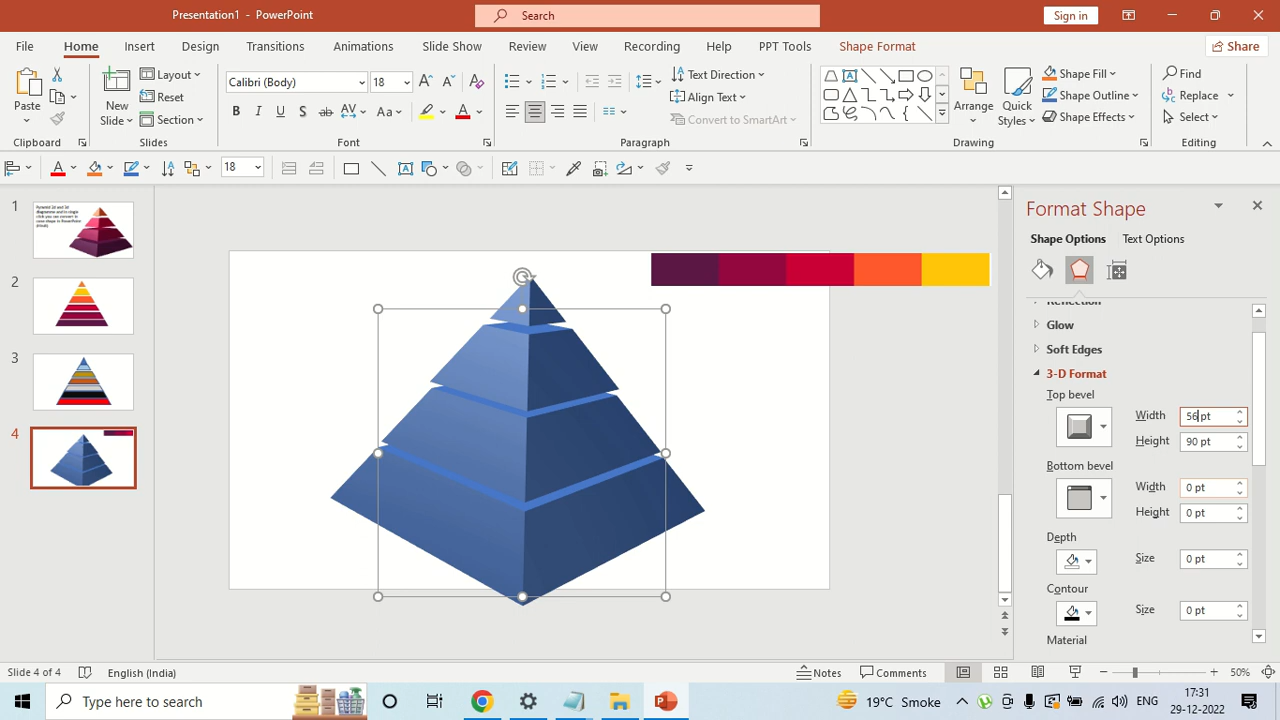 Presentation1 - PowerPoint
Search
Sign in
File Home Insert Design Transitions Animations Slide Show Review View Recording Help PPT Tools Shape Format
Share
Paste
New
Slide
Layout
Reset
Section
Calibri (Body) 18
Text Direction
Align Text
Convert to SmartArt
Arrange
Quick
Styles
Shape Fill
Shape Outline
Shape Effects
Find
Replace
Select
Clipboard Slides Font Paragraph Drawing Editing
18
1
2
3
4
Format Shape
Shape Options Text Options
Reflection
Glow
Soft Edges
3-D Format
Top bevel
Width 56 pt
Height 90 pt
Bottom bevel
Width 0 pt
Height 0 pt
Depth
Size 0 pt
Contour
Size 0 pt
Material
Slide 4 of 4 English (India) Notes Comments 50%
Type here to search
19°C Smoke ENG
17:31
29-12-2022